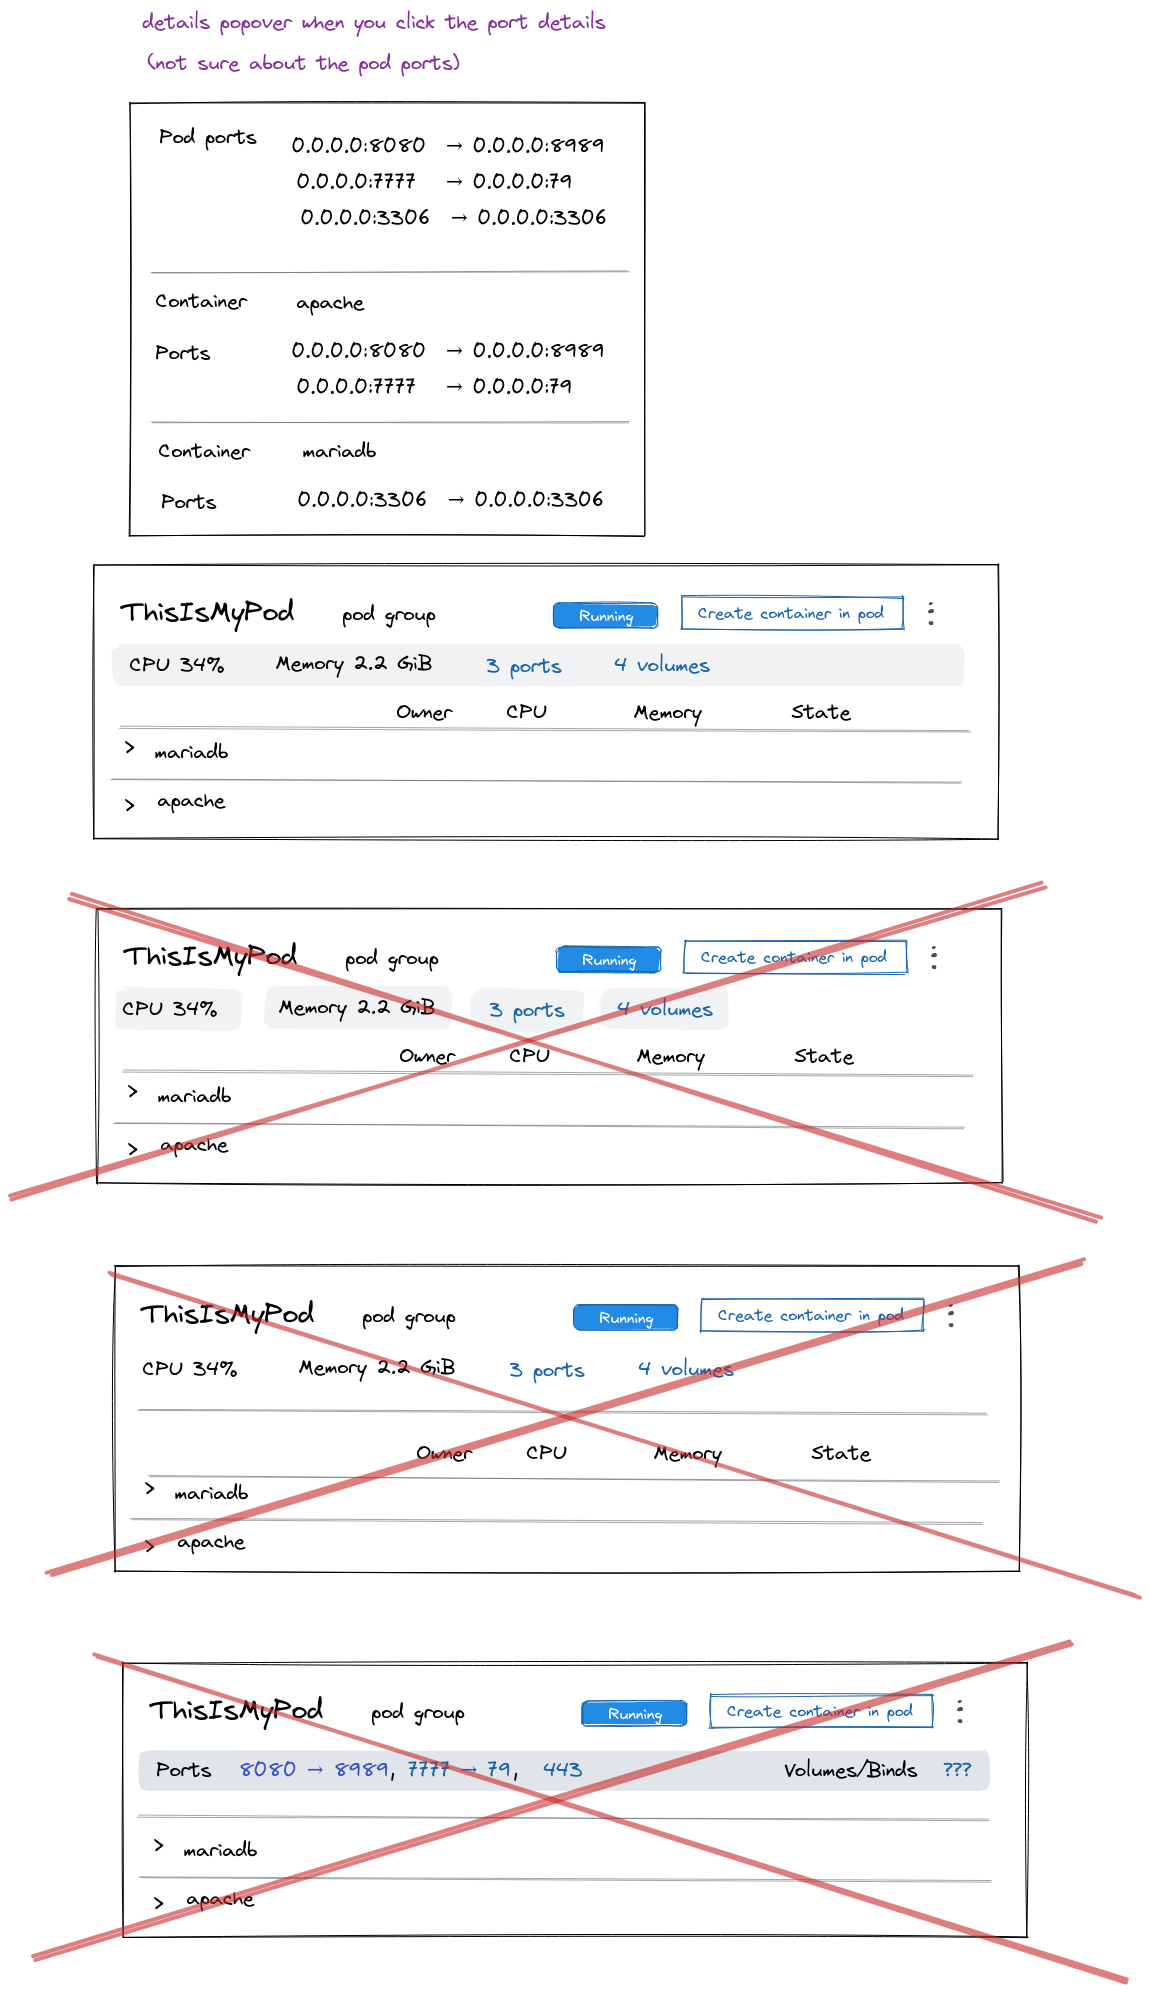 details popover when you click the port details
(not sure about the pod ports)
Pod ports 0.0.0.0:8080 → 0.0.0.0:8989
0.0.0.0:7777 → 0.0.0.0:79
0.0.0.0:3306 → 0.0.0.0:3306
Container apache
Ports 0.0.0.0:8080 → 0.0.0.0:8989
0.0.0.0:7777 → 0.0.0.0:79
Container mariadb
Ports 0.0.0.0:3306 → 0.0.0.0:3306
ThisIsMyPod pod group Running Create container in pod
CPU 34% Memory 2.2 GiB 3 ports 4 volumes
Owner CPU Memory State
> mariadb
> apache
ThisIsMyPod pod group Running Create container in pod
CPU 34% Memory 2.2 GiB 3 ports 4 volumes
Owner CPU Memory State
> mariadb
> apache
ThisIsMyPod pod group Running Create container in pod
CPU 34% Memory 2.2 GiB 3 ports 4 volumes
Owner CPU Memory State
> mariadb
> apache
ThisIsMyPod pod group Running Create container in pod
Ports 8080 → 8989, 7777 → 79, 443 Volumes/Binds ???
> mariadb
> apache